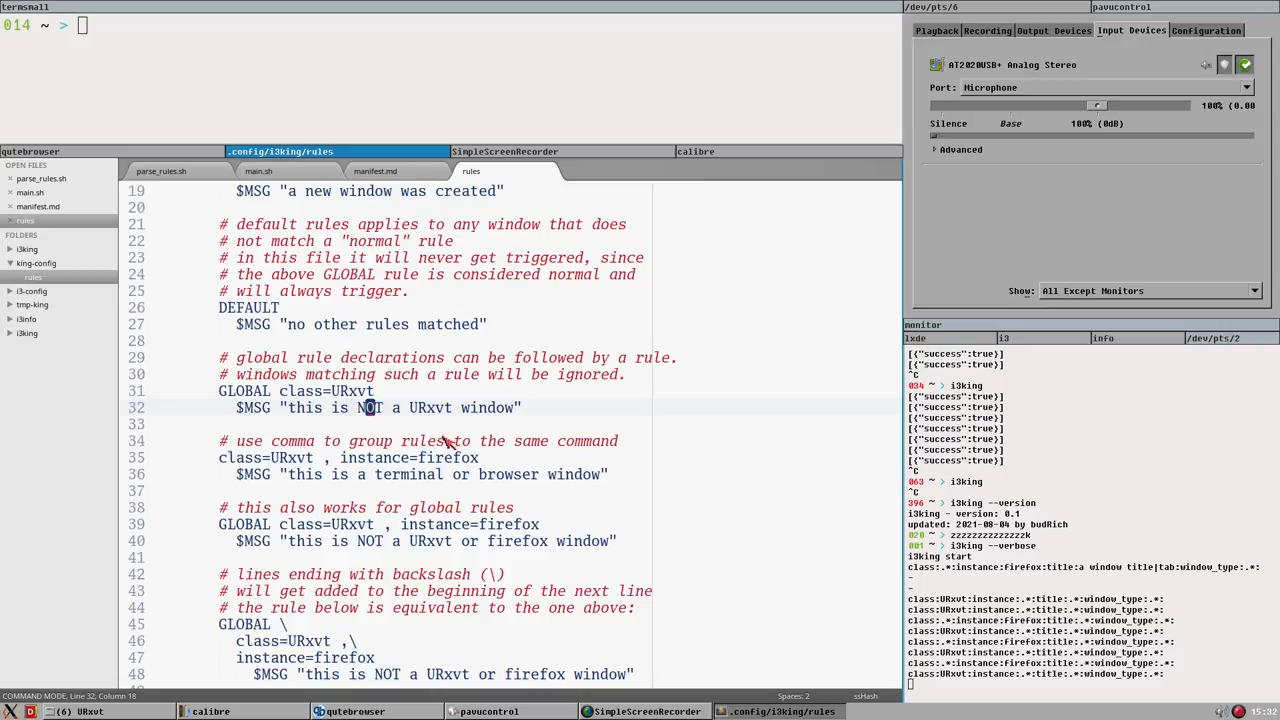 termsmall
014 ~ >
qutebrowser
.config/i3king/rules
SimpleScreenRecorder
calibre
OPEN FILES
parse_rules.sh
main.sh
manifest.md
rules
FOLDERS
i3king
king-config
rules
i3-config
tmp-king
i3info
i3king
parse_rules.sh
main.sh
manifest.md
rules
19 $MSG "a new window was created"
20
21 # default rules applies to any window that does
22 # not match a "normal" rule
23 # in this file it will never get triggered, since
24 # the above GLOBAL rule is considered normal and
25 # will always trigger.
26 DEFAULT
27 $MSG "no other rules matched"
28
29 # global rule declarations can be followed by a rule.
30 # windows matching such a rule will be ignored.
31 GLOBAL class=URxvt
32 $MSG "this is NOT a URxvt window"
33
34 # use comma to group rules to the same command
35 class=URxvt , instance=firefox
36 $MSG "this is a terminal or browser window"
37
38 # this also works for global rules
39 GLOBAL class=URxvt , instance=firefox
40 $MSG "this is NOT a URxvt or firefox window"
41
42 # lines ending with backslash (\)
43 # will get added to the beginning of the next line
44 # the rule below is equivalent to the one above:
45 GLOBAL \
46 class=URxvt ,\
47 instance=firefox
48 $MSG "this is NOT a URxvt or firefox window"
COMMAND MODE, Line 32, Column 18
Spaces: 2
ssHash
/dev/pts/6
pavucontrol
Playback
Recording
Output Devices
Input Devices
Configuration
AT2020USB+ Analog Stereo
Port:
Microphone
100% (0.00
Silence
Base
100% (0dB)
Advanced
Show:
All Except Monitors
monitor
lxde
i3
info
/dev/pts/2
[{"success":true}]
[{"success":true}]
^C
034 ~ > i3king
[{"success":true}]
[{"success":true}]
[{"success":true}]
[{"success":true}]
[{"success":true}]
[{"success":true}]
[{"success":true}]
^C
063 ~ > i3king
^C
396 ~ > i3king --version
i3king - version: 0.1
updated: 2021-08-04 by budRich
020 ~ > zzzzzzzzzzzzzk
001 ~ > i3king --verbose
i3king start
class:.*:instance:firefox:title:a window title|tab:window_type:.*:
-
-
class:URxvt:instance:.*:title:.*:window_type:.*:
class:URxvt:instance:.*:title:.*:window_type:.*:
class:.*:instance:firefox:title:.*:window_type:.*:
class:URxvt:instance:.*:title:.*:window_type:.*:
class:.*:instance:firefox:title:.*:window_type:.*:
class:URxvt:instance:.*:title:.*:window_type:.*:
class:.*:instance:firefox:title:.*:window_type:.*:
class:URxvt:instance:.*:title:.*:window_type:.*:
(6) URxvt
calibre
qutebrowser
pavucontrol
SimpleScreenRecorder
.config/i3king/rules
15:32